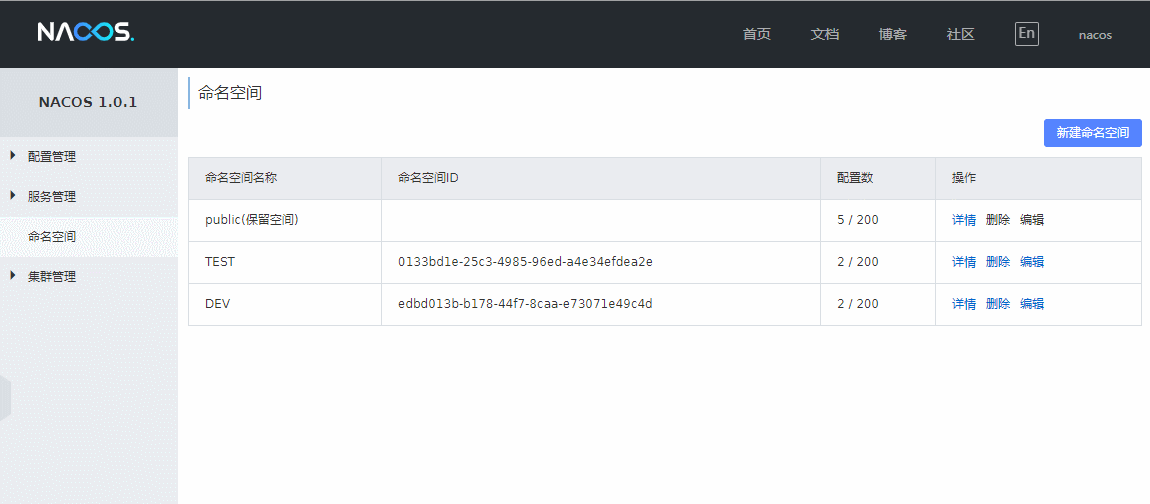 NACOS.
首页 文档 博客 社区 En nacos
NACOS 1.0.1
配置管理
服务管理
命名空间
集群管理
命名空间
新建命名空间
命名空间名称 命名空间ID 配置数 操作
public(保留空间) 5 / 200 详情 删除 编辑
TEST 0133bd1e-25c3-4985-96ed-a4e34efdea2e 2 / 200 详情 删除 编辑
DEV edbd013b-b178-44f7-8caa-e73071e49c4d 2 / 200 详情 删除 编辑